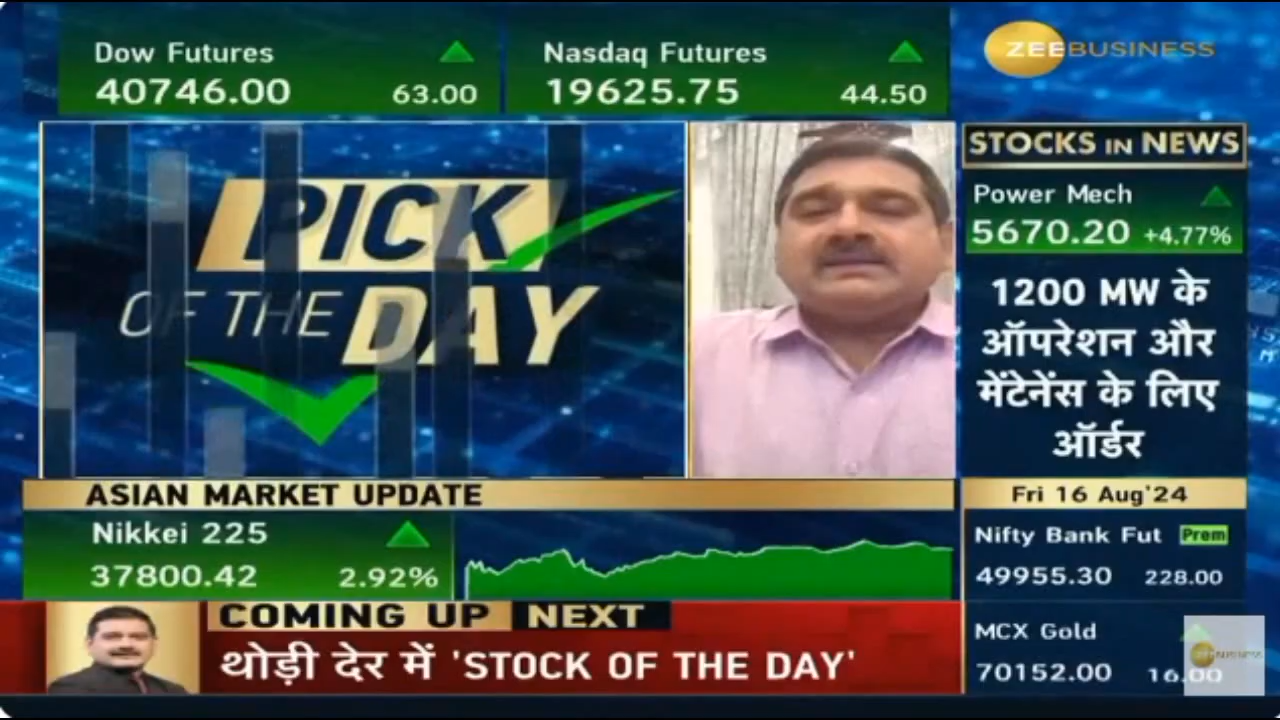 Dow Futures
40746.00 63.00
Nasdaq Futures
19625.75 44.50
ZEEBUSINESS
PICK
OF THE DAY
STOCKS IN NEWS
Power Mech
5670.20 +4.77%
1200 MW के
ऑपरेशन और
मेंटेनेंस के लिए
ऑर्डर
ASIAN MARKET UPDATE
Nikkei 225
37800.42 2.92%
Fri 16 Aug'24
Nifty Bank Fut Prem
49955.30 228.00
MCX Gold
70152.00 16.00
COMING UP NEXT
थोड़ी देर में 'STOCK OF THE DAY'
ZEEBUSINESS